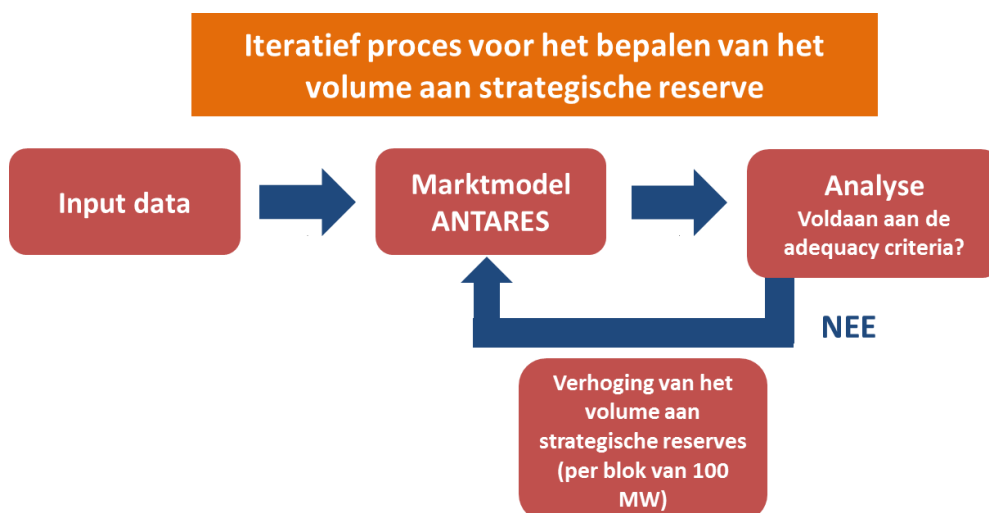 Iteratief proces voor het bepalen van het
volume aan strategische reserve
Input data
Marktmodel
ANTARES
Analyse
Voldaan aan de
adequacy criteria?
NEE
Verhoging van het
volume aan
strategische reserves
(per blok van 100
MW)